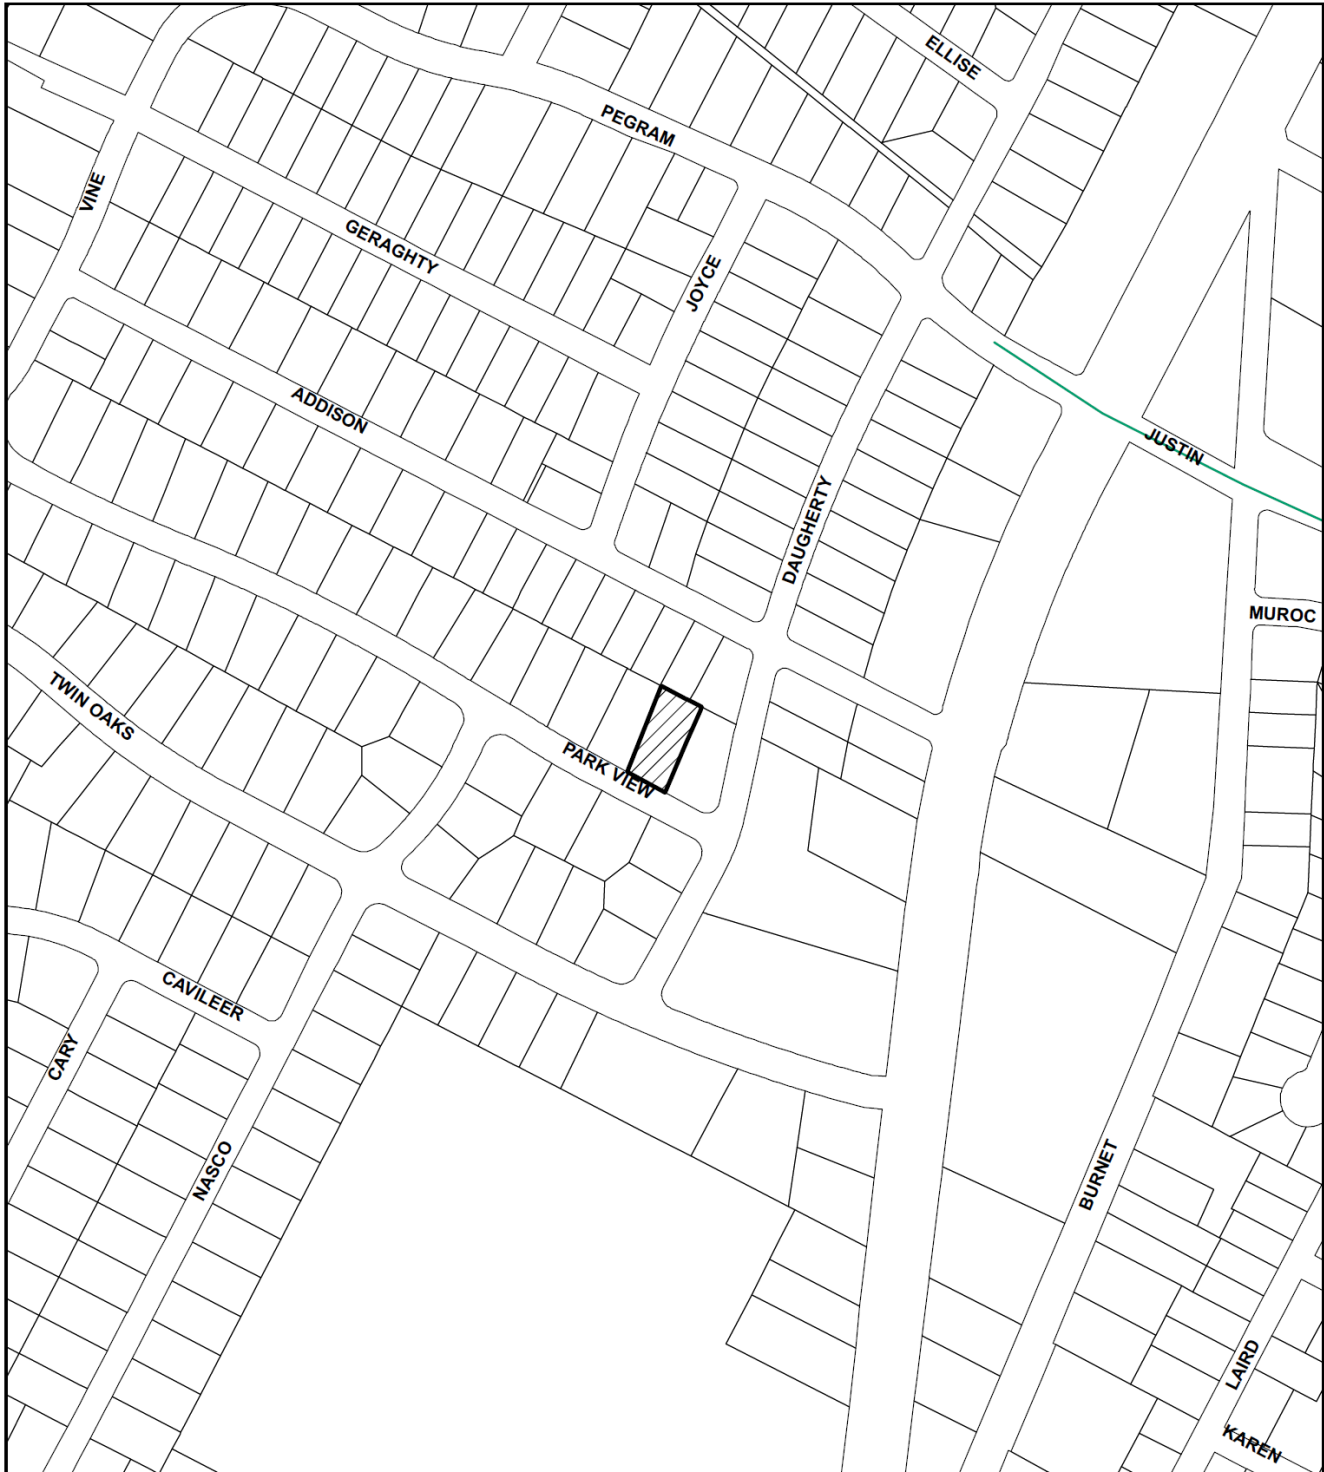 ELLISE
PEGRAM
VINE
GERAGHTY
JOYCE
ADDISON
JUSTIN
DAUGHERTY
MUROC
TWIN OAKS
PARK VIEW
CAVILEER
CARY
NASCO
BURNET
LAIRD
KAREN